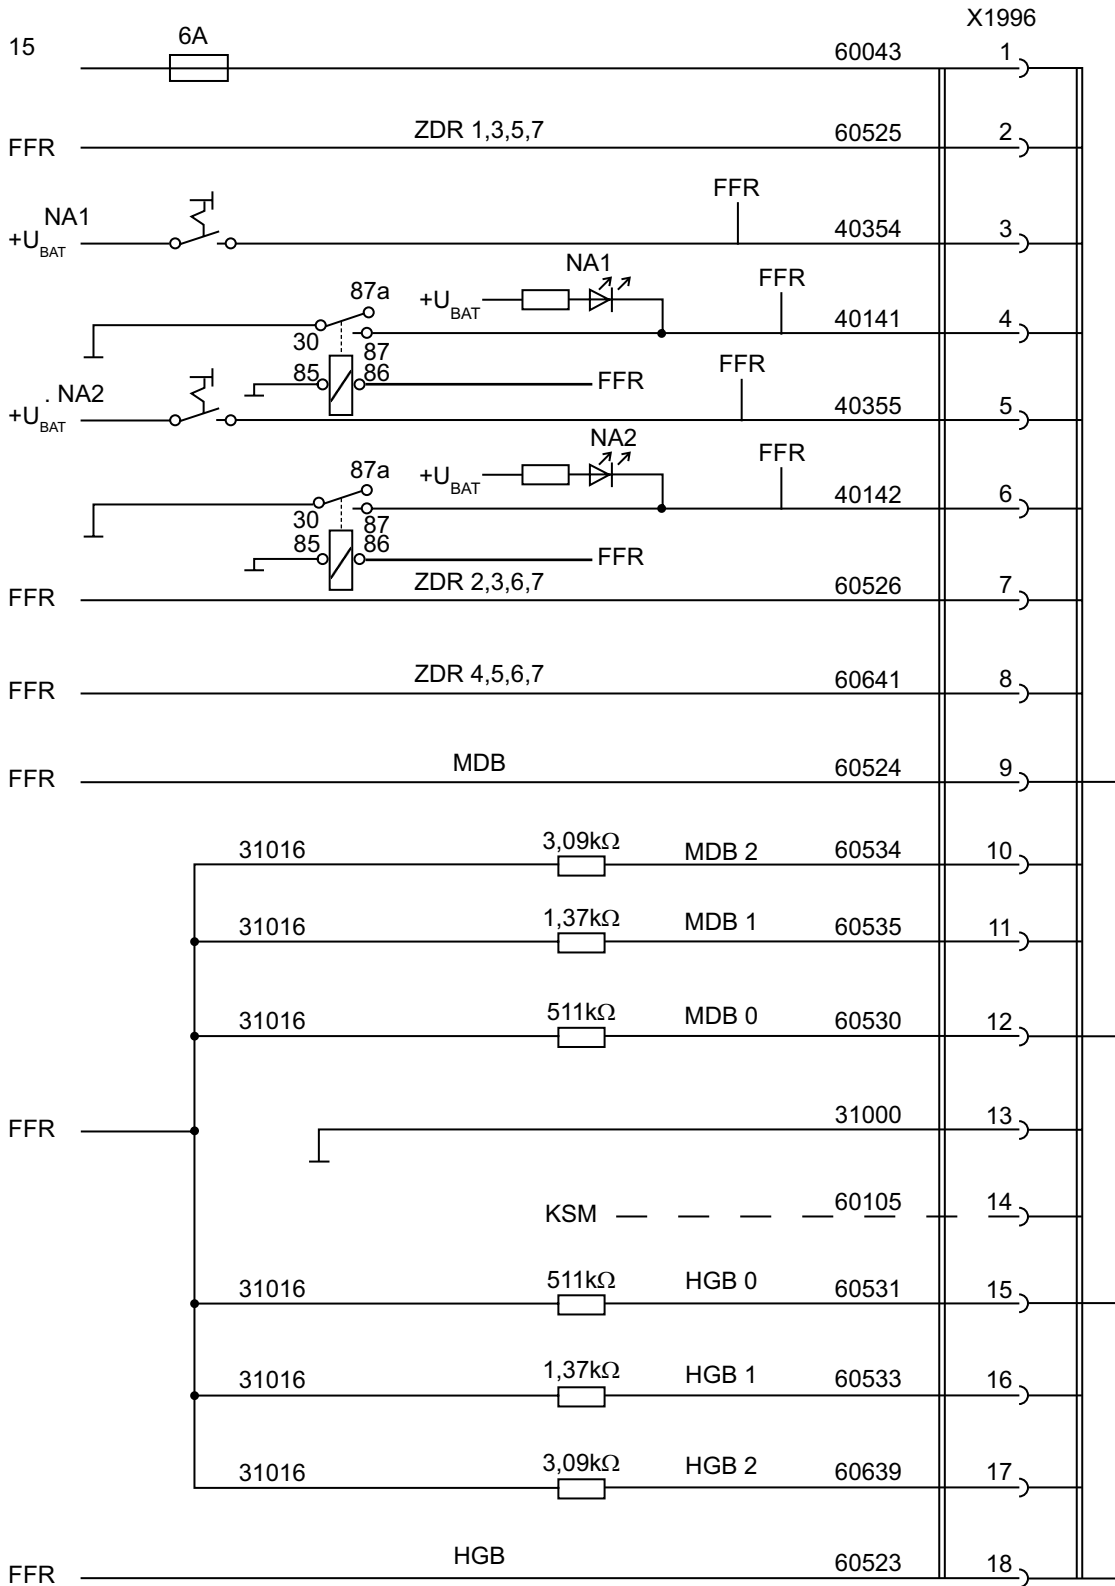 X1996
15 6A 60043 1
FFR ZDR 1,3,5,7 60525 2
FFR
NA1
+UBAT 40354 3
NA1
87a +UBAT FFR
30 87 40141 4
85 86 FFR FFR
. NA2
+UBAT 40355 5
NA2
87a +UBAT FFR
30 87 40142 6
85 86 FFR
FFR ZDR 2,3,6,7 60526 7
FFR ZDR 4,5,6,7 60641 8
FFR MDB 60524 9
31016 3,09kΩ MDB 2 60534 10
31016 1,37kΩ MDB 1 60535 11
31016 511kΩ MDB 0 60530 12
FFR 31000 13
KSM 60105 14
31016 511kΩ HGB 0 60531 15
31016 1,37kΩ HGB 1 60533 16
31016 3,09kΩ HGB 2 60639 17
FFR HGB 60523 18